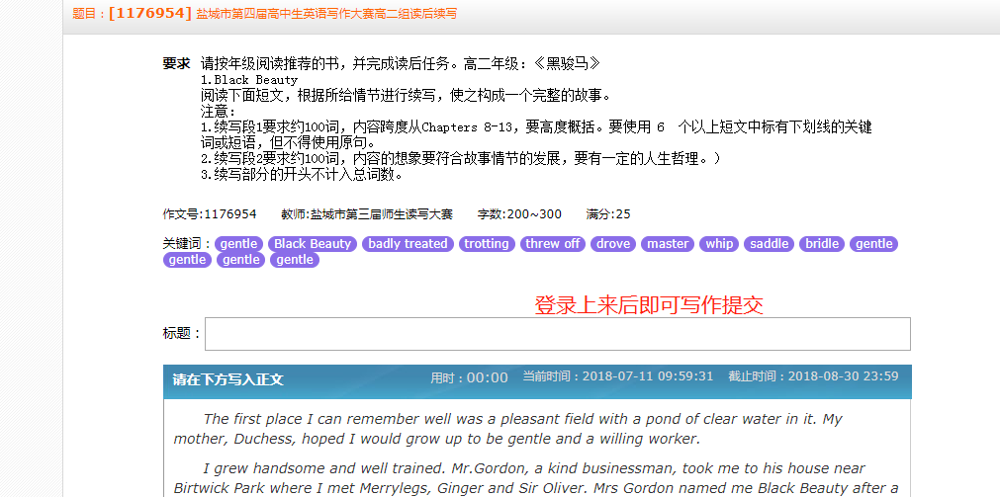 题目：[1176954] 盐城市第四届高中生英语写作大赛高二组读后续写
要求 请按年级阅读推荐的书，并完成读后任务。高二年级：《黑骏马》
1.Black Beauty
阅读下面短文，根据所给情节进行续写，使之构成一个完整的故事。
注意：
1.续写段1要求约100词，内容跨度从Chapters 8-13，要高度概括。要使用 6 个以上短文中标有下划线的关键
词或短语，但不得使用原句。
2.续写段2要求约100词，内容的想象要符合故事情节的发展，要有一定的人生哲理。）
3.续写部分的开头不计入总词数。
作文号:1176954 教师:盐城市第三届师生读写大赛 字数:200~300 满分:25
关键词：gentle Black Beauty badly treated trotting threw off drove master whip saddle bridle gentle
gentle gentle gentle
登录上来后即可写作提交
标题：
请在下方写入正文 用时：00:00 当前时间：2018-07-11 09:59:31 截止时间：2018-08-30 23:59
The first place I can remember well was a pleasant field with a pond of clear water in it. My
mother, Duchess, hoped I would grow up to be gentle and a willing worker.
I grew handsome and well trained. Mr.Gordon, a kind businessman, took me to his house near
Birtwick Park where I met Merrylegs, Ginger and Sir Oliver. Mrs Gordon named me Black Beauty after a